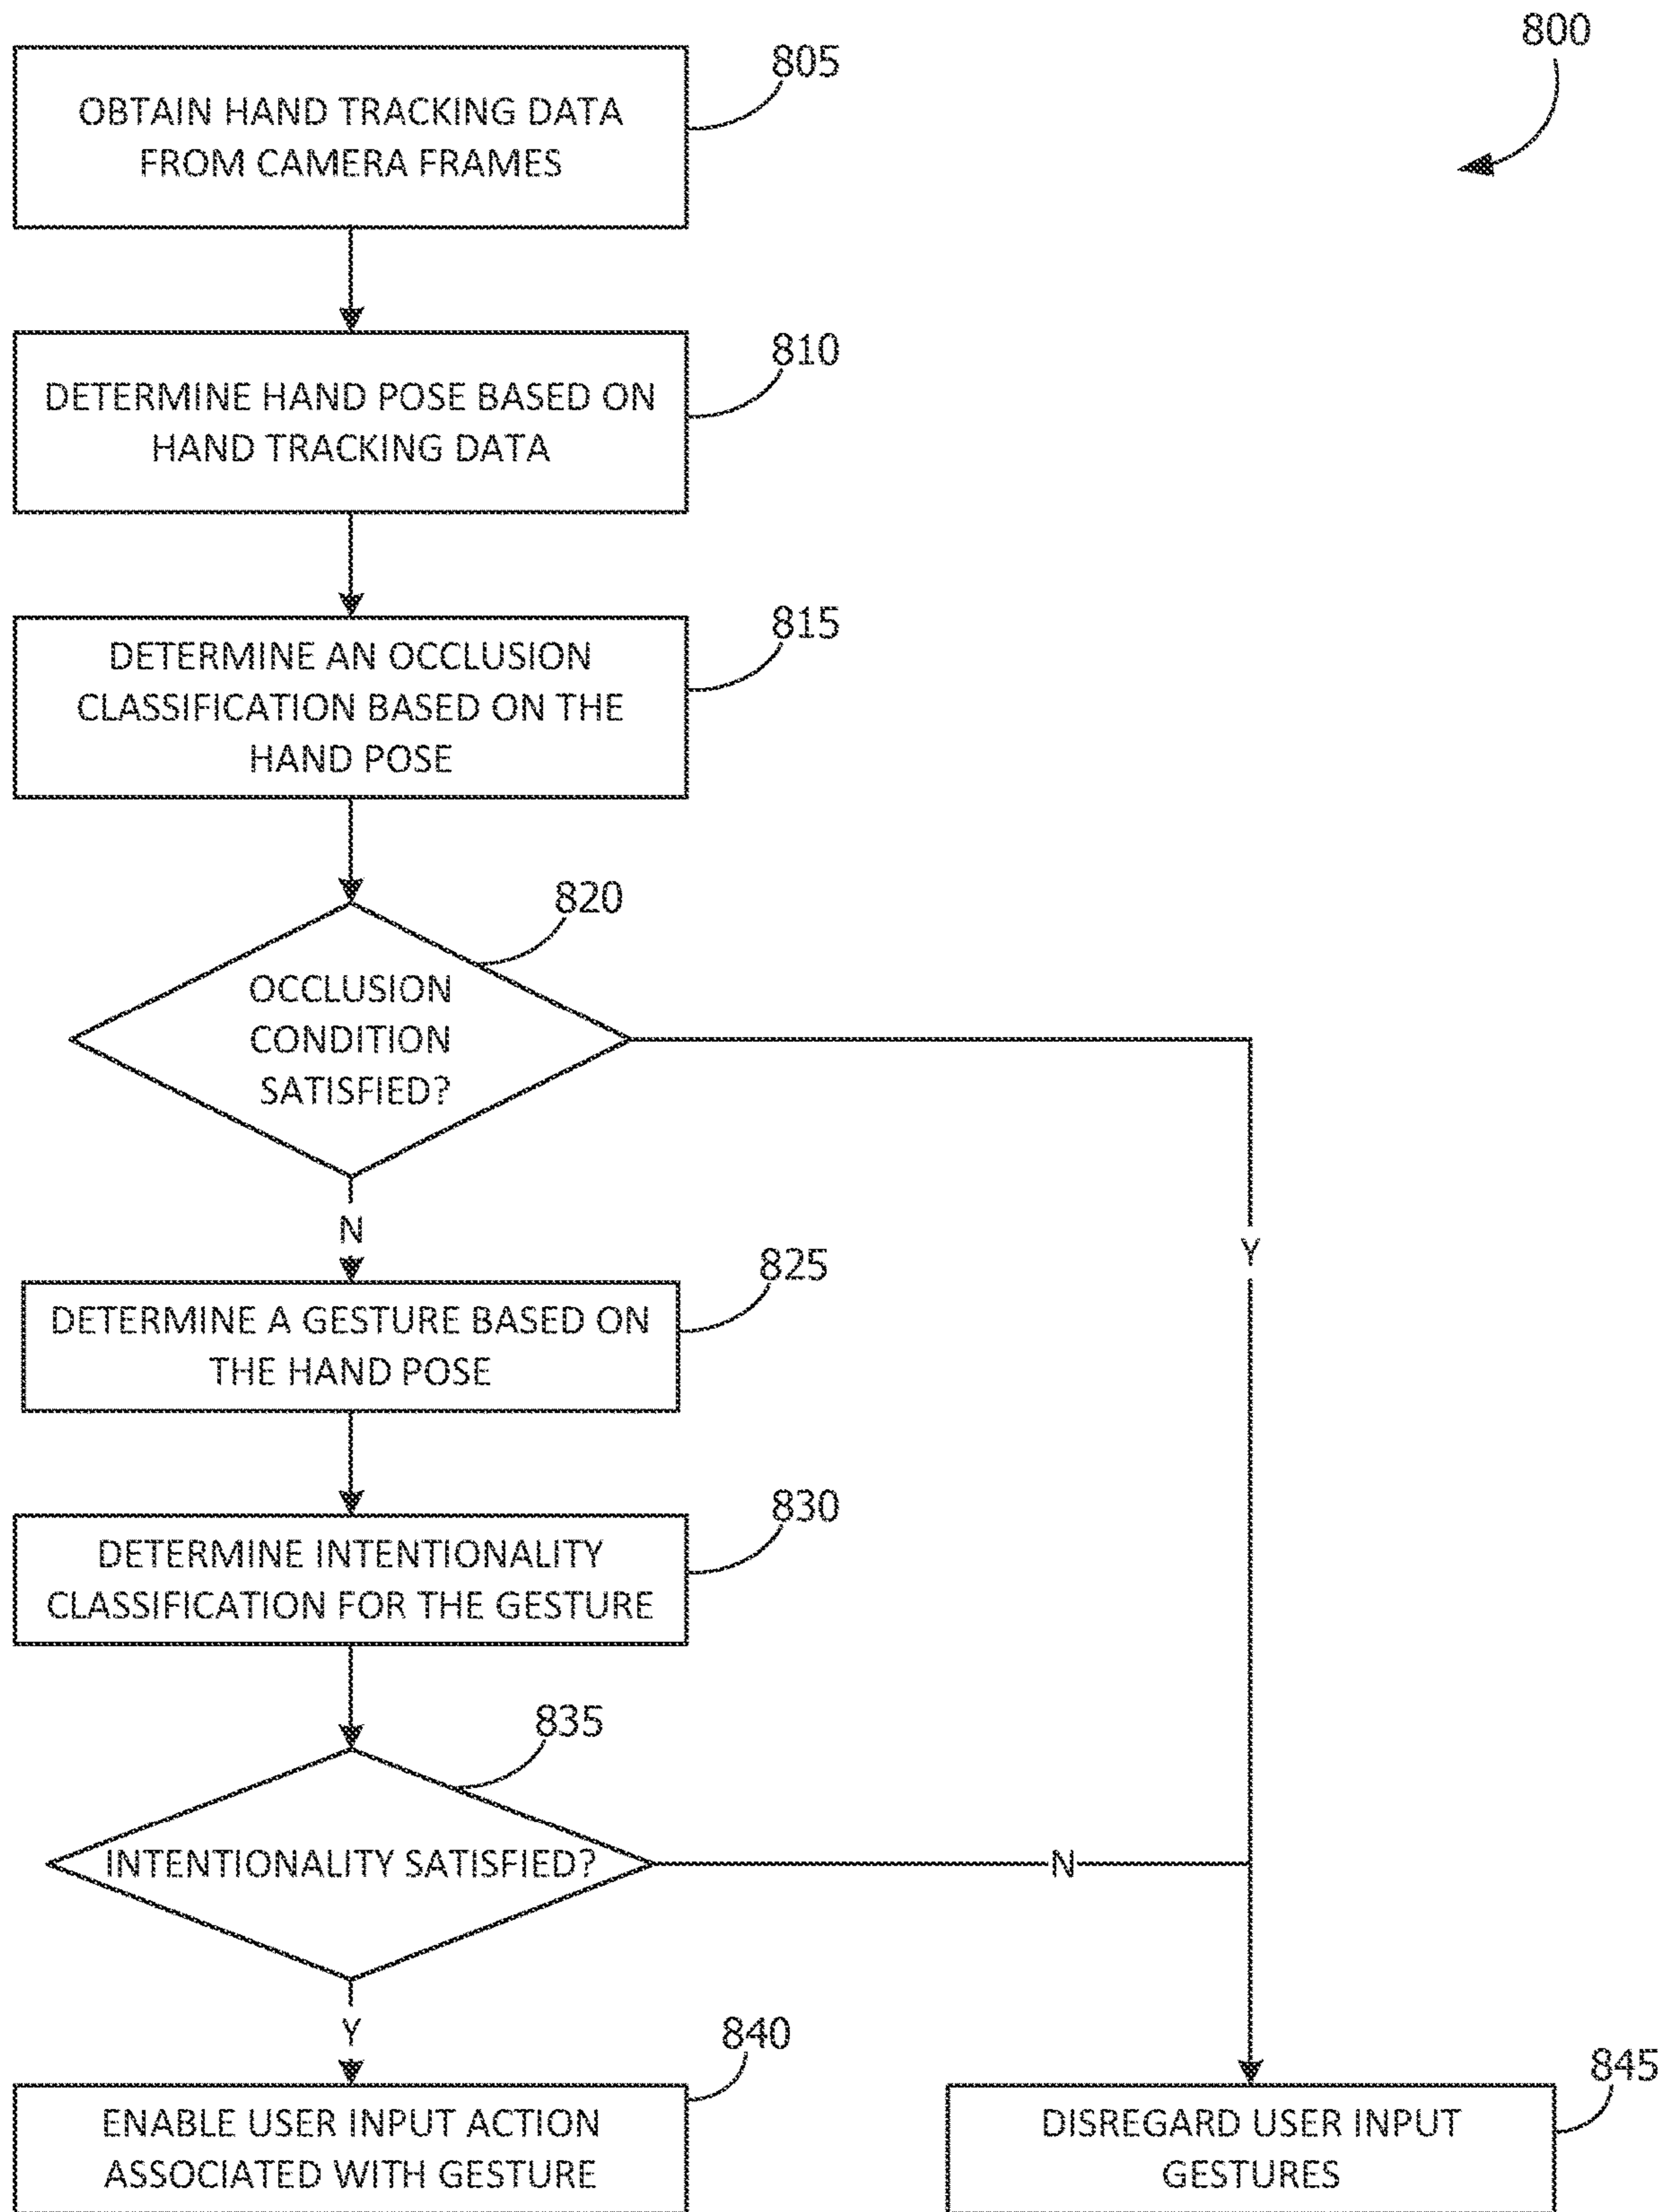 800
805
OBTAIN HAND TRACKING DATA
FROM CAMERA FRAMES
810
DETERMINE HAND POSE BASED ON
HAND TRACKING DATA
815
DETERMINE AN OCCLUSION
CLASSIFICATION BASED ON THE
HAND POSE
820
OCCLUSION
CONDITION
SATISFIED?
N
Y
825
DETERMINE A GESTURE BASED ON
THE HAND POSE
830
DETERMINE INTENTIONALITY
CLASSIFICATION FOR THE GESTURE
835
INTENTIONALITY SATISFIED?
N
Y
840
ENABLE USER INPUT ACTION
ASSOCIATED WITH GESTURE
845
DISREGARD USER INPUT
GESTURES